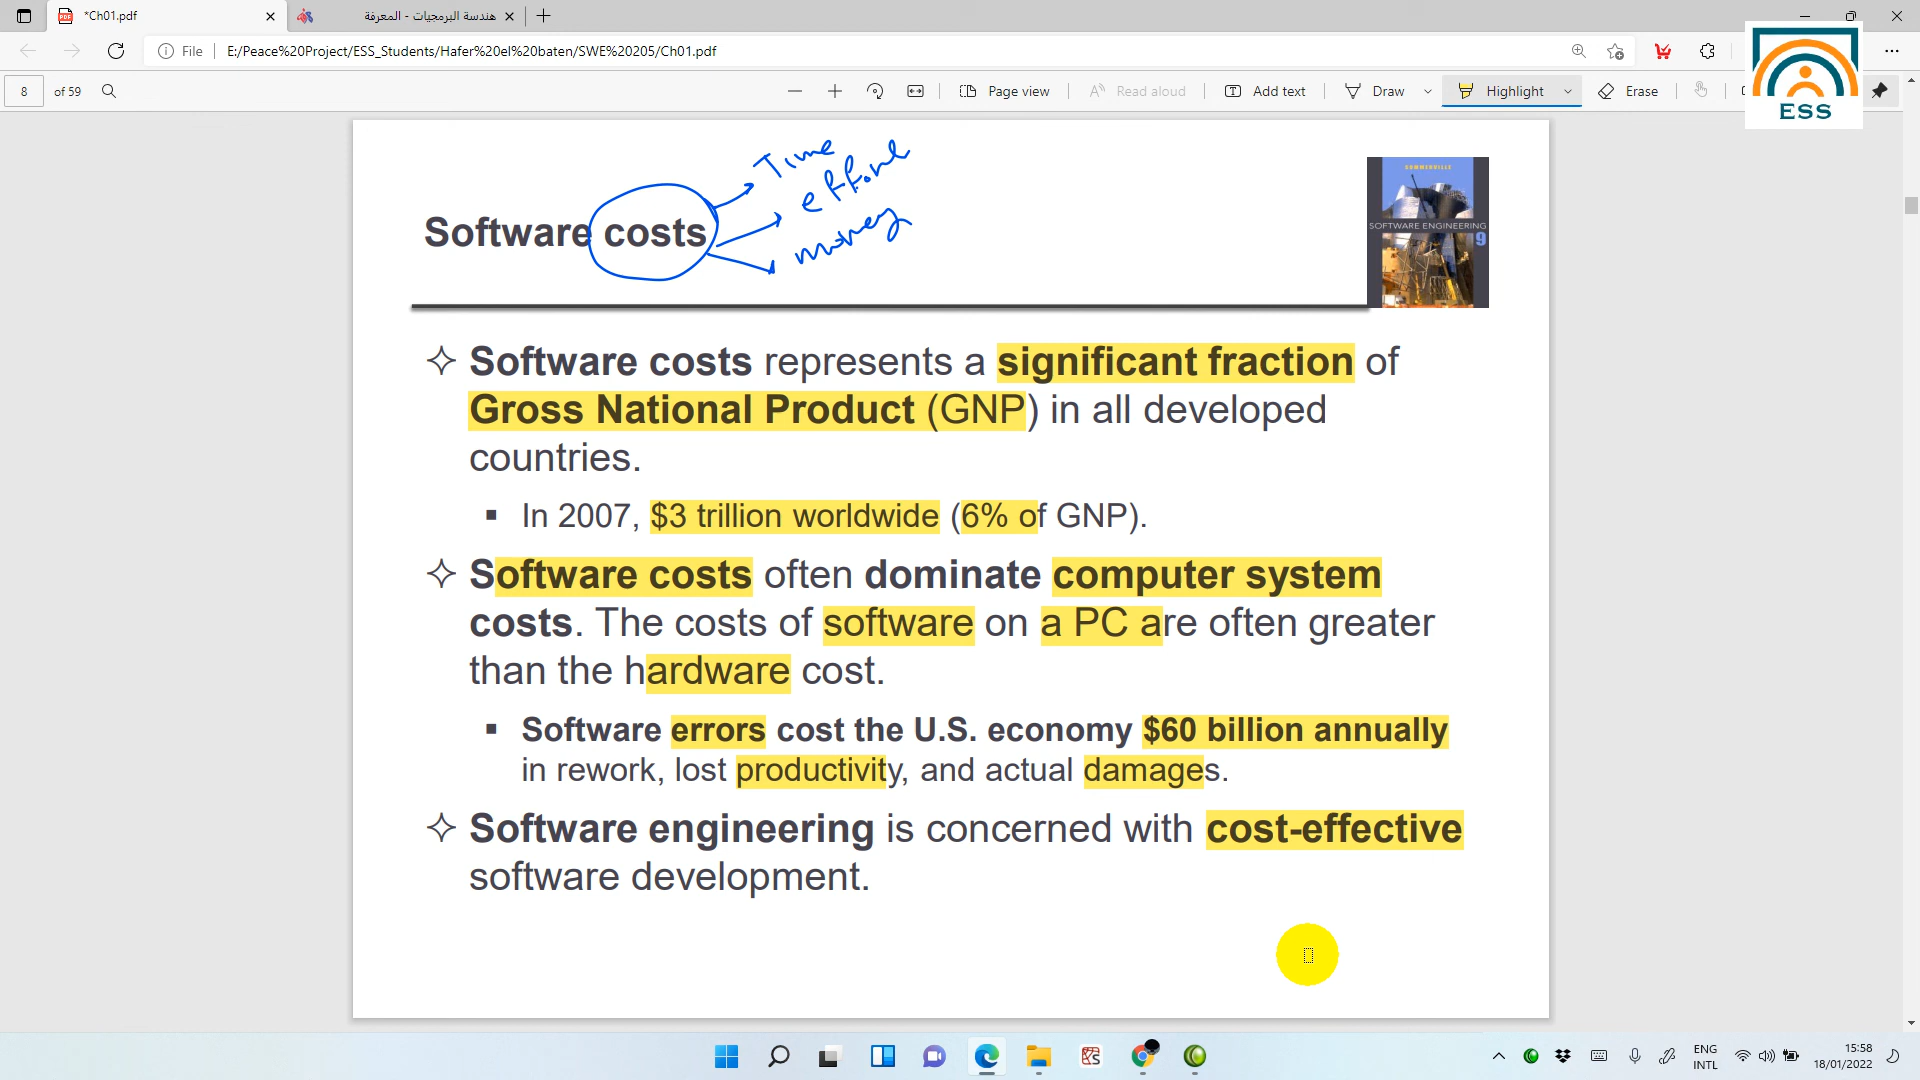 *Ch01.pdf
هندسة البرمجيات - المعرفة
File
E:/Peace%20Project/ESS_Students/Hafer%20el%20baten/SWE%20205/Ch01.pdf
8 of 59
Page view
Read aloud
Add text
Draw
Highlight
Erase
ESS
Time
effort
money
Software costs
SOMMERVILLE
SOFTWARE ENGINEERING
9
Software costs represents a significant fraction of
Gross National Product (GNP) in all developed
countries.
In 2007, $3 trillion worldwide (6% of GNP).
Software costs often dominate computer system
costs. The costs of software on a PC are often greater
than the hardware cost.
Software errors cost the U.S. economy $60 billion annually
in rework, lost productivity, and actual damages.
Software engineering is concerned with cost-effective
software development.
ENG
INTL
15:58
18/01/2022